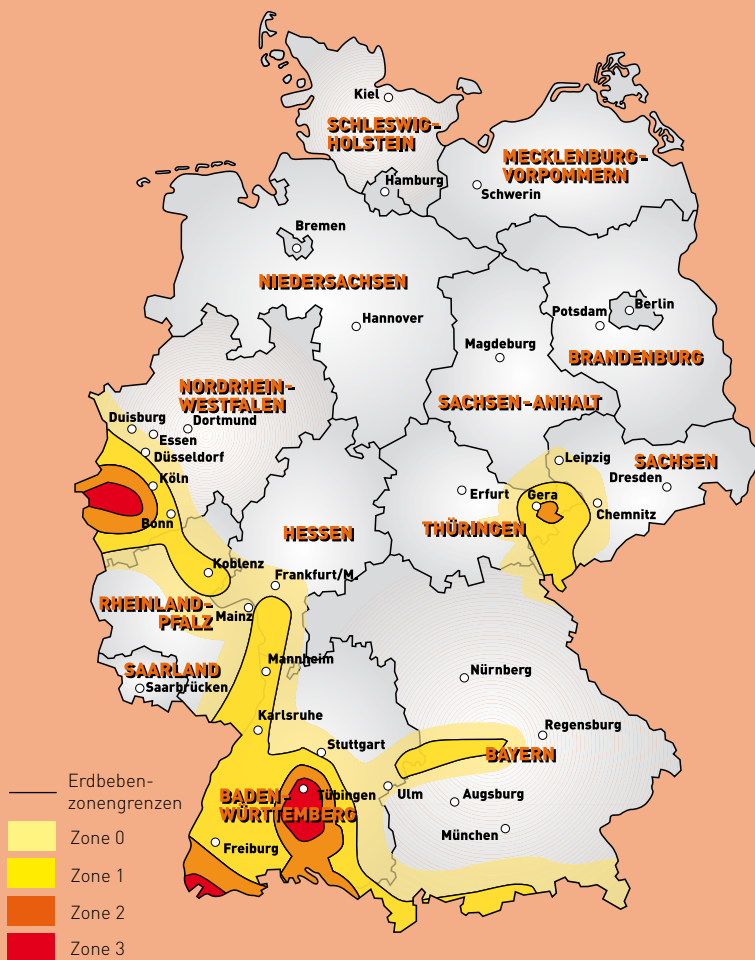 Kiel
SCHLESWIG-
HOLSTEIN
MECKLENBURG-
VORPOMMERN
Hamburg
Schwerin
Bremen
NIEDERSACHSEN
Hannover
Potsdam
Berlin
Magdeburg
BRANDENBURG
NORDRHEIN-
WESTFALEN
SACHSEN-ANHALT
Duisburg
Dortmund
Essen
Düsseldorf
Leipzig
SACHSEN
Dresden
Köln
Erfurt
Gera
Chemnitz
Bonn
HESSEN
THÜRINGEN
Koblenz
Frankfurt/M.
RHEINLAND-
PFALZ
Mainz
Mannheim
SAARLAND
Saarbrücken
Nürnberg
Karlsruhe
Regensburg
Stuttgart
BAYERN
BADEN-
WÜRTTEMBERG
Tübingen
Ulm
Augsburg
München
Freiburg
Erdbeben-
zonengrenzen
Zone 0
Zone 1
Zone 2
Zone 3